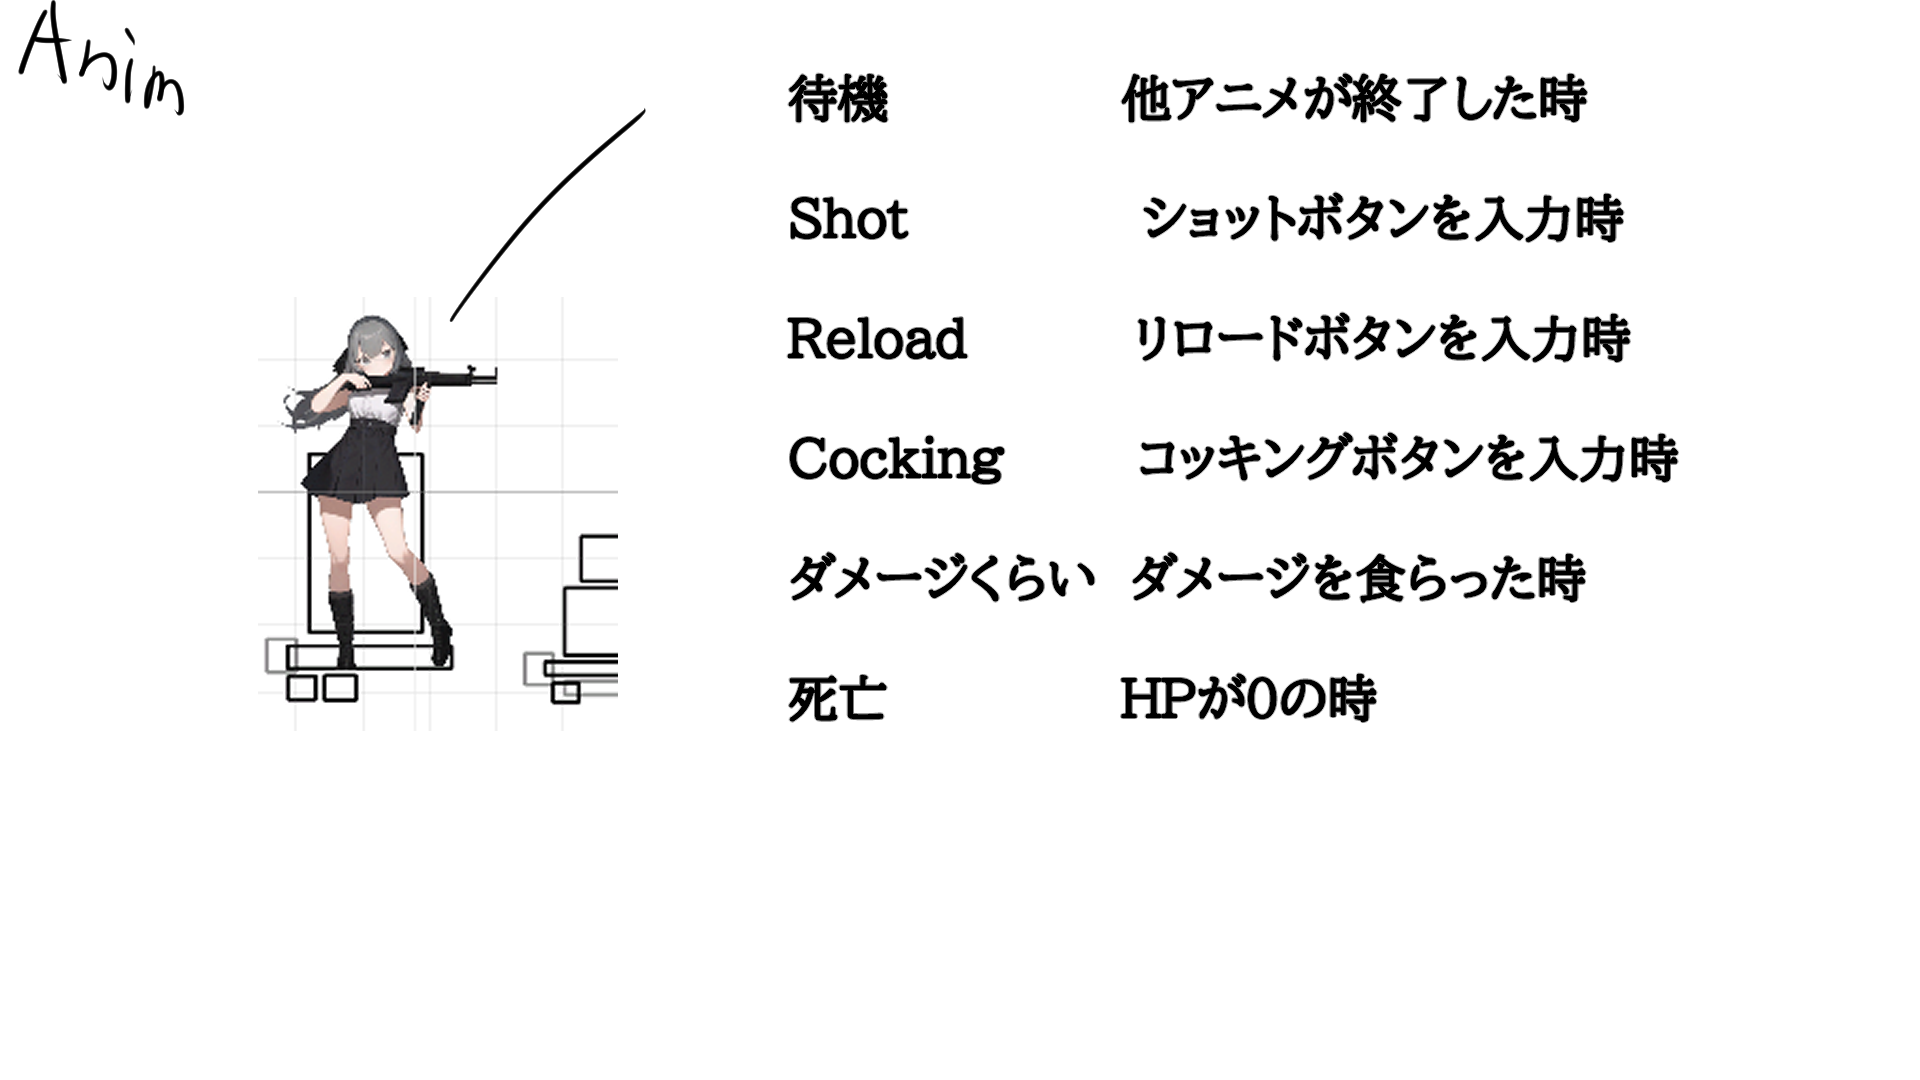 Anim
待機 他アニメが終了した時
Shot ショットボタンを入力時
Reload リロードボタンを入力時
Cocking コッキングボタンを入力時
ダメージくらい ダメージを食らった時
死亡 HPが0の時